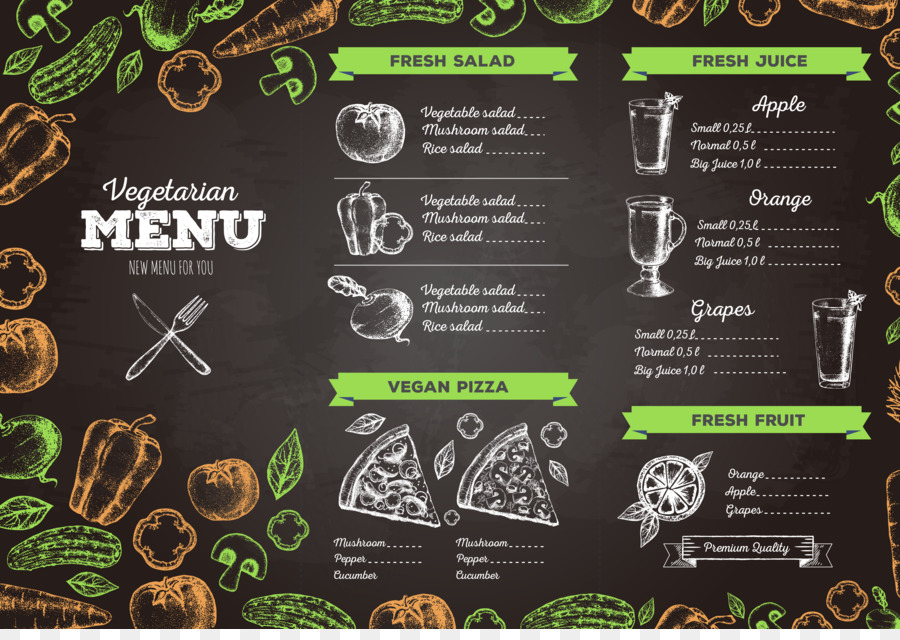 Vegetarian
MENU
NEW MENU FOR YOU
FRESH SALAD
Vegetable salad
Mushroom salad
Rice salad
Vegetable salad
Mushroom salad
Rice salad
Vegetable salad
Mushroom salad
Rice salad
VEGAN PIZZA
Mushroom
Pepper
Cucumber
Mushroom
Pepper
Cucumber
FRESH JUICE
Apple
Small 0,25 l
Normal 0,5 l
Big Juice 1,0 l
Orange
Small 0,25 l
Normal 0,5 l
Big Juice 1,0 l
Grapes
Small 0,25 l
Normal 0,5 l
Big Juice 1,0 l
FRESH FRUIT
Orange
Apple
Grapes
Premium Quality